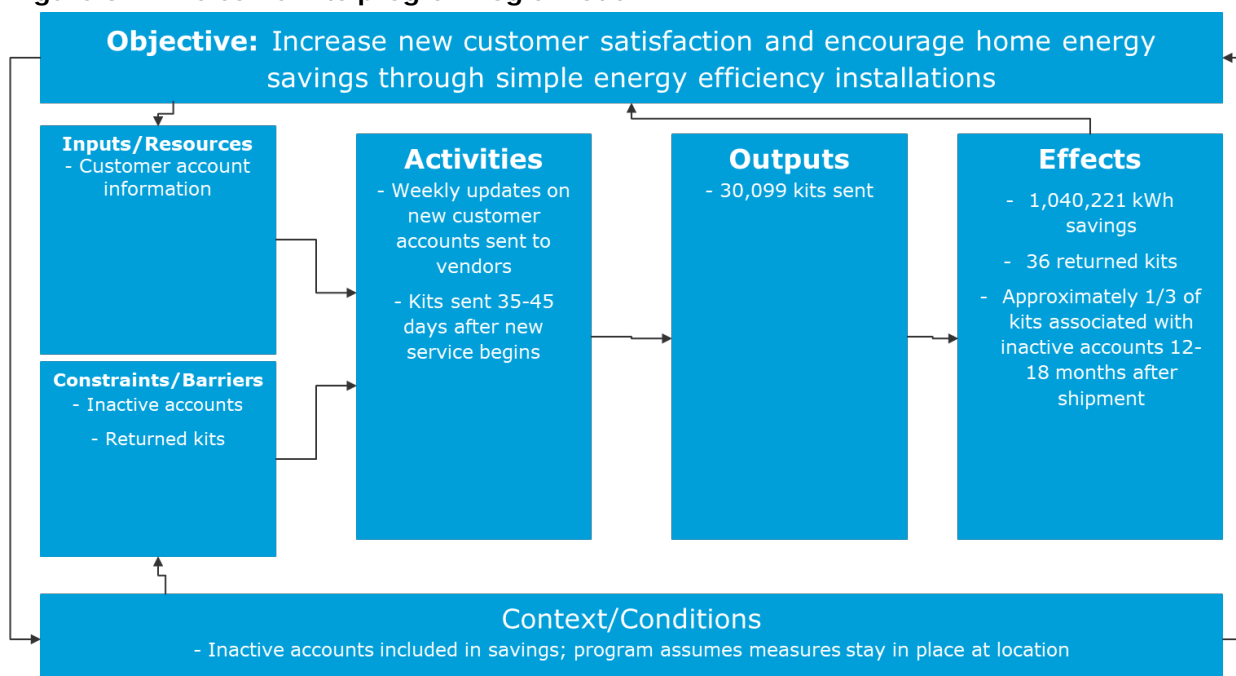 Objective: Increase new customer satisfaction and encourage home energy
savings through simple energy efficiency installations
Inputs/Resources
- Customer account
information
Constraints/Barriers
- Inactive accounts
- Returned kits
Activities
- Weekly updates on
new customer
accounts sent to
vendors
- Kits sent 35-45
days after new
service begins
Outputs
- 30,099 kits sent
Effects
- 1,040,221 kWh
savings
- 36 returned kits
- Approximately 1/3 of
kits associated with
inactive accounts 12-
18 months after
shipment
Context/Conditions
- Inactive accounts included in savings; program assumes measures stay in place at location